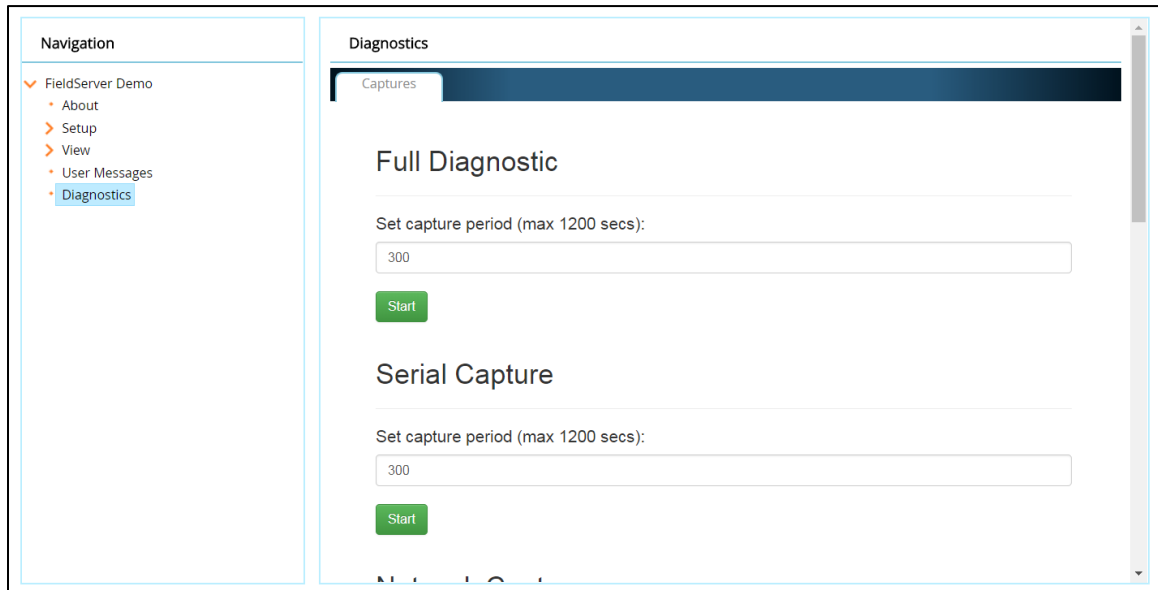 Navigation
FieldServer Demo
About
Setup
View
User Messages
Diagnostics
Diagnostics
Captures
Full Diagnostic
Set capture period (max 1200 secs):
300
Start
Serial Capture
Set capture period (max 1200 secs):
300
Start